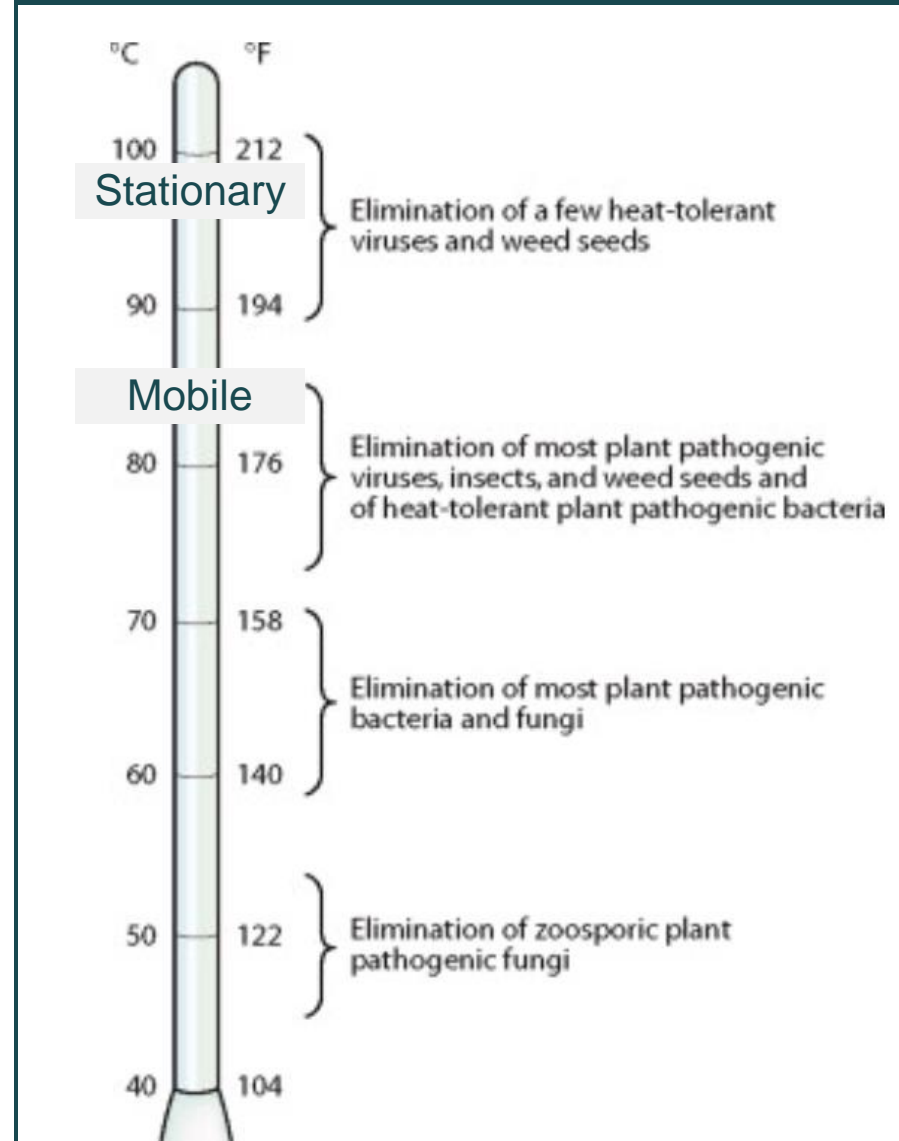 °C °F
100 212
Stationary
Elimination of a few heat-tolerant
viruses and weed seeds
90 194
Mobile
Elimination of most plant pathogenic
viruses, insects, and weed seeds and
of heat-tolerant plant pathogenic bacteria
80 176
70 158
Elimination of most plant pathogenic
bacteria and fungi
60 140
50 122
Elimination of zoosporic plant
pathogenic fungi
40 104